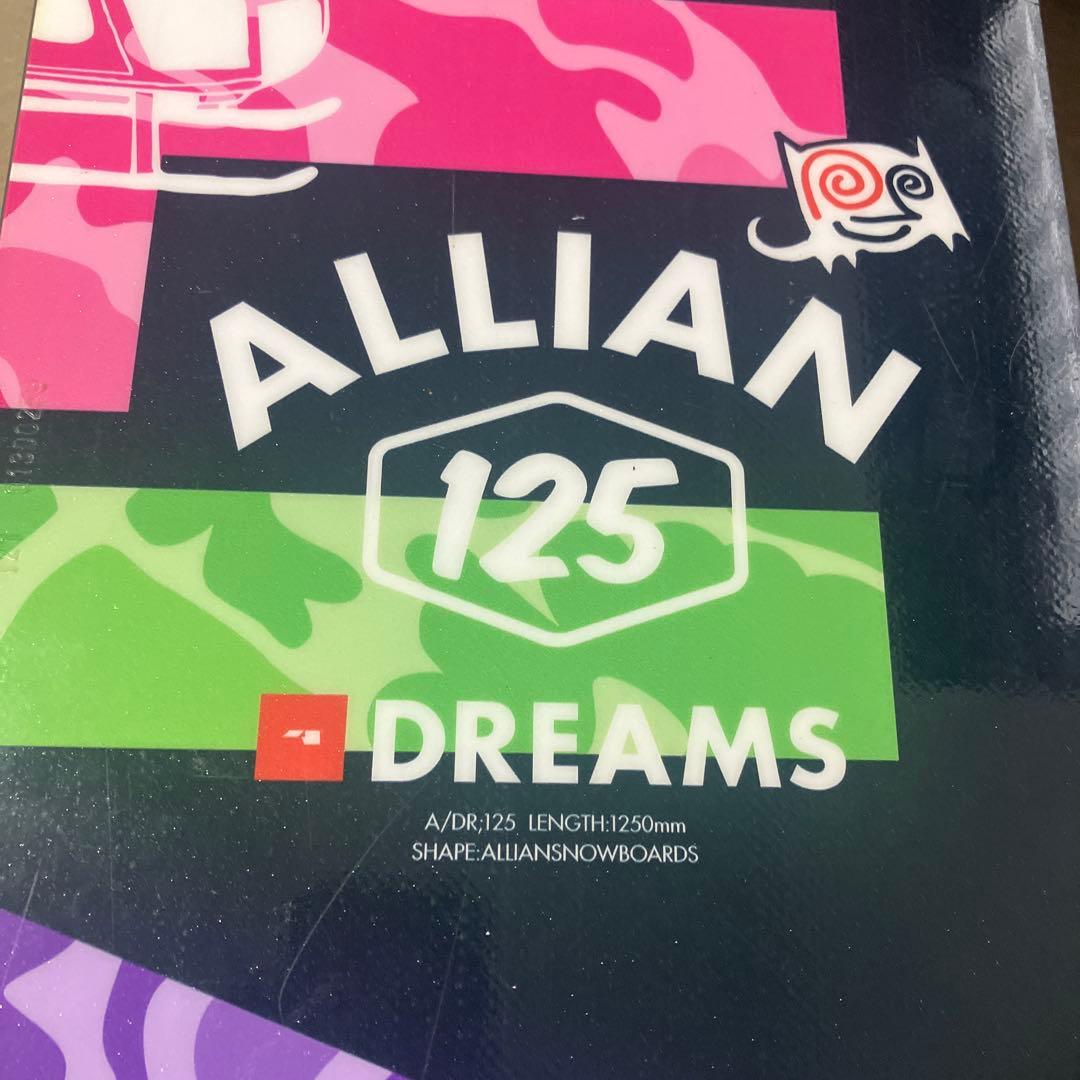 ALLIAN
125
DREAMS
A/DR;125 LENGTH:1250mm
SHAPE:ALLIANSNOWBOARDS